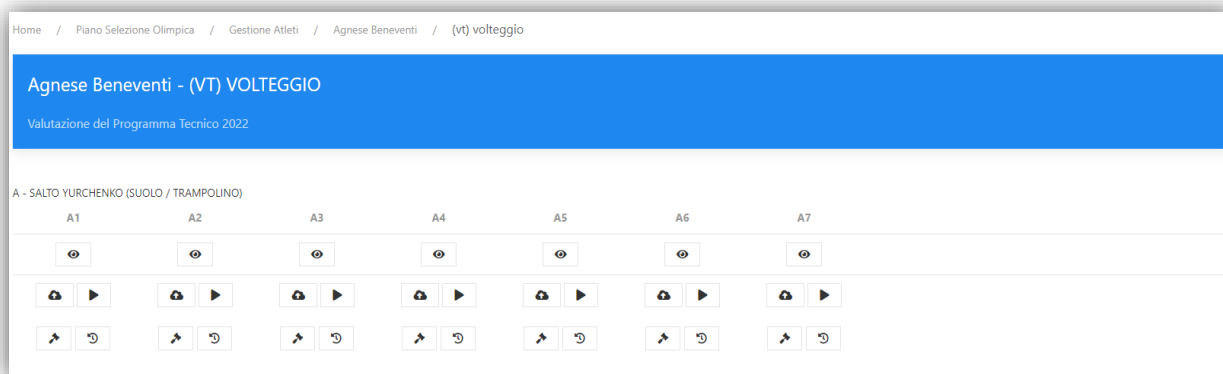 Home / Piano Selezione Olimpica / Gestione Atleti / Agnese Beneventi / (vt) volteggio
Agnese Beneventi - (VT) VOLTEGGIO
Valutazione del Programma Tecnico 2022
A - SALTO YURCHENKO (SUOLO / TRAMPOLINO)
A1 A2 A3 A4 A5 A6 A7